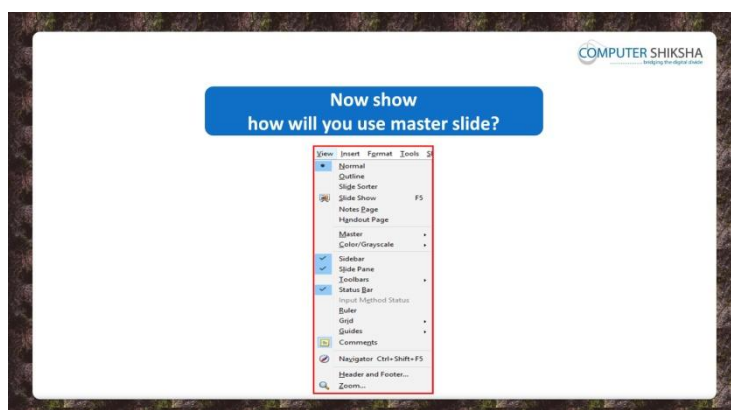 COMPUTER SHIKSHA
bridging the digital divide
Now show
how will you use master slide?
View Insert Format Tools Sl
Normal
Outline
Slide Sorter
Slide Show F5
Notes Page
Handout Page
Master
Color/Grayscale
Sidebar
Slide Pane
Toolbars
Status Bar
Input Method Status
Ruler
Grid
Guides
Comments
Navigator Ctrl+Shift+F5
Header and Footer...
Zoom...